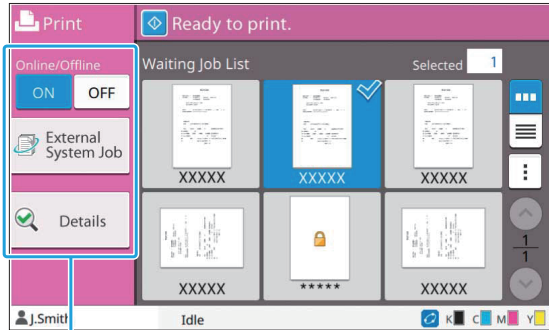 Print
Ready to print.
Online/Offline
ON OFF
Waiting Job List
Selected 1
External
System Job
XXXXX XXXXX XXXXX
Details
1
1
XXXXX ***** XXXXX
J.Smith
Idle
K C M Y